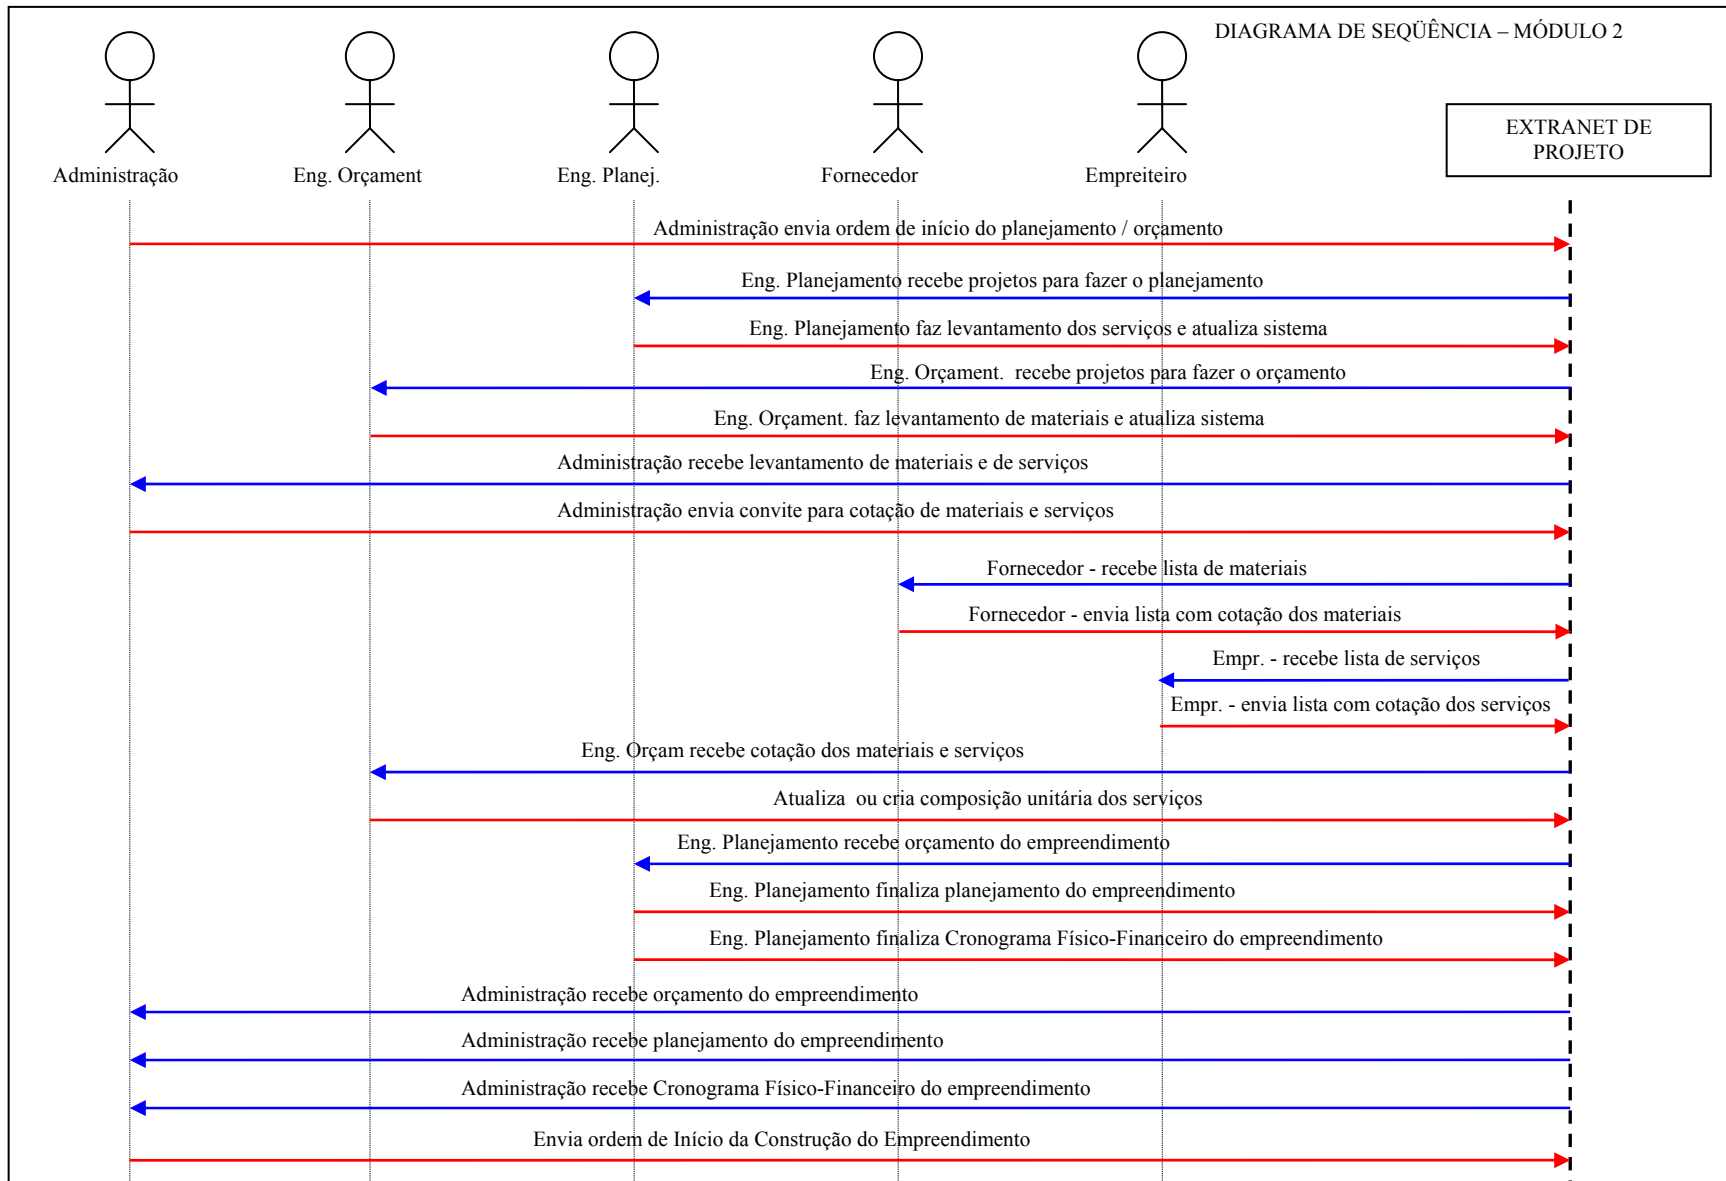 DIAGRAMA DE SEQÜÊNCIA – MÓDULO 2
EXTRANET DE
PROJETO
Administração
Eng. Orçament
Eng. Planej.
Fornecedor
Empreiteiro
Administração envia ordem de início do planejamento / orçamento
Eng. Planejamento recebe projetos para fazer o planejamento
Eng. Planejamento faz levantamento dos serviços e atualiza sistema
Eng. Orçament.  recebe projetos para fazer o orçamento
Eng. Orçament. faz levantamento de materiais e atualiza sistema
Administração recebe levantamento de materiais e de serviços
Administração envia convite para cotação de materiais e serviços
Fornecedor - recebe lista de materiais
Fornecedor - envia lista com cotação dos materiais
Empr. - recebe lista de serviços
Empr. - envia lista com cotação dos serviços
Eng. Orçam recebe cotação dos materiais e serviços
Atualiza  ou cria composição unitária dos serviços
Eng. Planejamento recebe orçamento do empreendimento
Eng. Planejamento finaliza planejamento do empreendimento
Eng. Planejamento finaliza Cronograma Físico-Financeiro do empreendimento
Administração recebe orçamento do empreendimento
Administração recebe planejamento do empreendimento
Administração recebe Cronograma Físico-Financeiro do empreendimento
Envia ordem de Início da Construção do Empreendimento